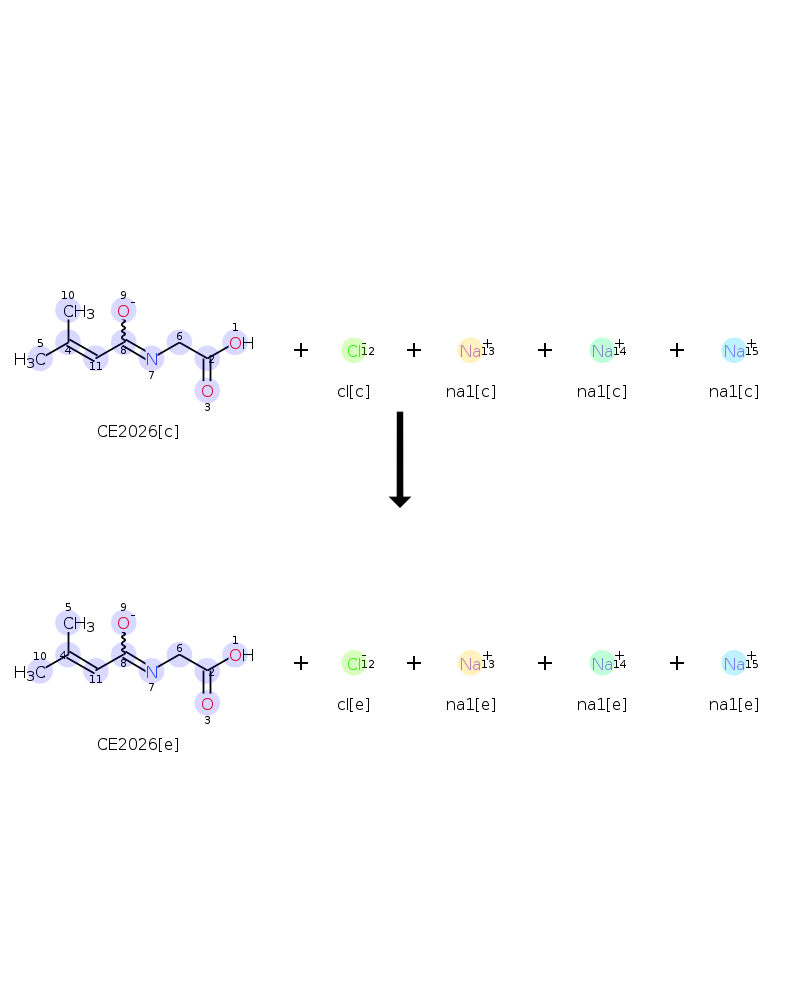 10 9
CH3 O-
5 6 1
H3C 4 11 8 N 7 2 OH
O
3
+ Cl- 12 + Na+ 13 + Na+ 14 + Na+ 15
cl[c] na1[c] na1[c] na1[c]
CE2026[c]
5 9
CH3 O-
10 6 1
H3C 4 11 8 N 7 2 OH
O
3
+ Cl- 12 + Na+ 13 + Na+ 14 + Na+ 15
cl[e] na1[e] na1[e] na1[e]
CE2026[e]